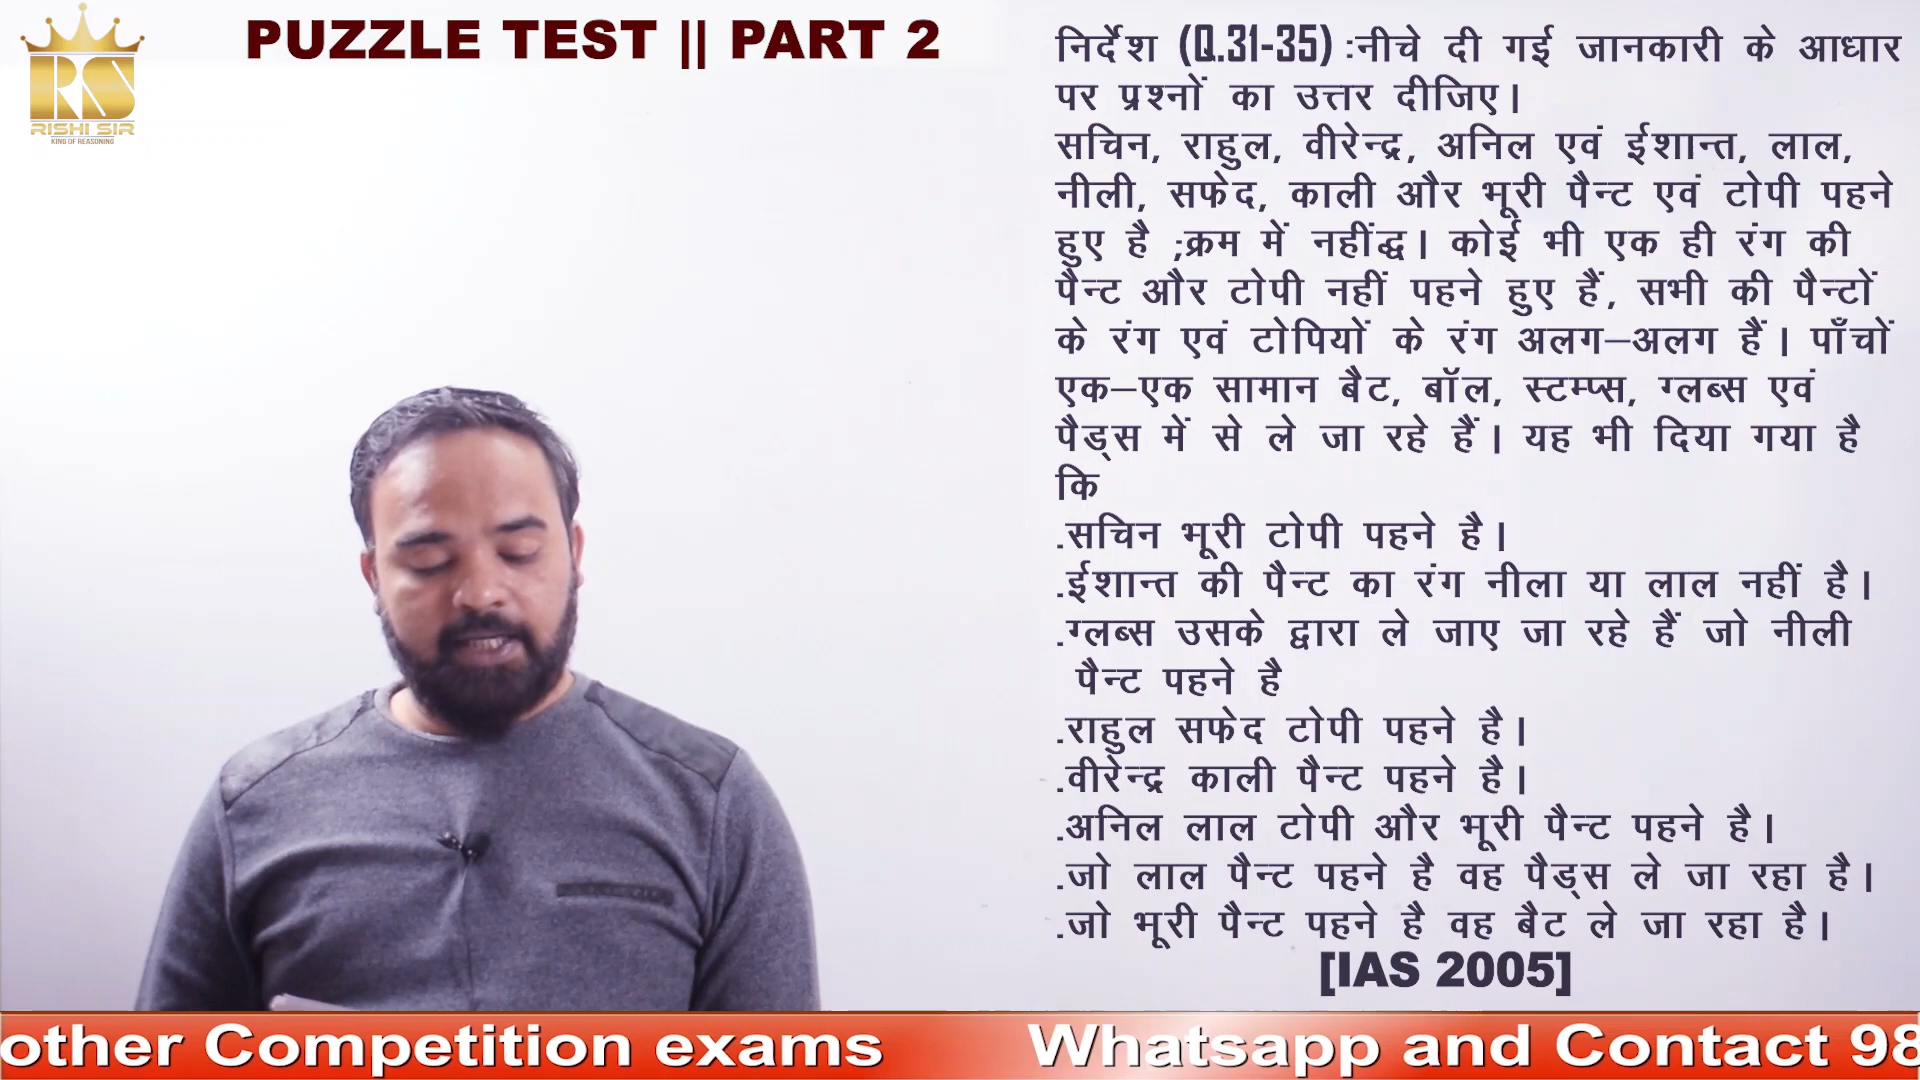 RS
RISHI SIR
KING OF REASONING
PUZZLE TEST || PART 2
निर्देश (Q.31-35) :नीचे दी गई जानकारी के आधार
पर प्रश्नों का उत्तर दीजिए।
सचिन, राहुल, वीरेन्द्र, अनिल एवं ईशान्त, लाल,
नीली, सफेद, काली और भूरी पैन्ट एवं टोपी पहने
हुए है ;क्रम में नहींद्ध। कोई भी एक ही रंग की
पैन्ट और टोपी नहीं पहने हुए हैं, सभी की पैन्टों
के रंग एवं टोपियों के रंग अलग–अलग हैं। पाँचों
एक–एक सामान बैट, बॉल, स्टम्प्स, ग्लब्स एवं
पैड्स में से ले जा रहे हैं। यह भी दिया गया है
कि
.सचिन भूरी टोपी पहने है।
.ईशान्त की पैन्ट का रंग नीला या लाल नहीं है।
.ग्लब्स उसके द्वारा ले जाए जा रहे हैं जो नीली
पैन्ट पहने है
.राहुल सफेद टोपी पहने है।
.वीरेन्द्र काली पैन्ट पहने है।
.अनिल लाल टोपी और भूरी पैन्ट पहने है।
.जो लाल पैन्ट पहने है वह पैड्स ले जा रहा है।
.जो भूरी पैन्ट पहने है वह बैट ले जा रहा है।
[IAS 2005]
other Competition exams Whatsapp and Contact 98